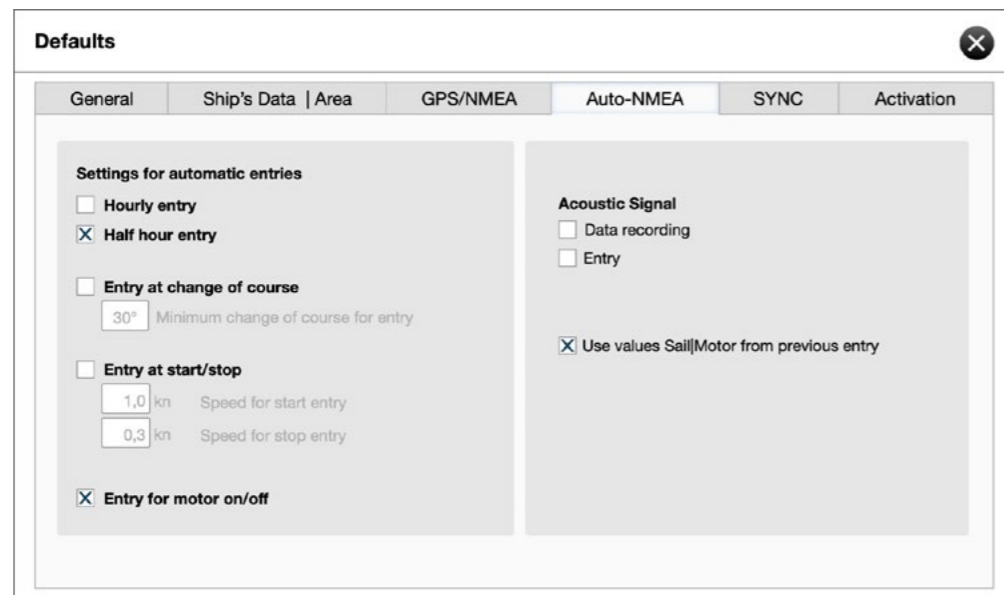 Defaults
General Ship's Data | Area GPS/NMEA Auto-NMEA SYNC Activation
Settings for automatic entries
Hourly entry
Half hour entry
Entry at change of course
30° Minimum change of course for entry
Entry at start/stop
1,0 kn Speed for start entry
0,3 kn Speed for stop entry
Entry for motor on/off
Acoustic Signal
Data recording
Entry
Use values Sail|Motor from previous entry